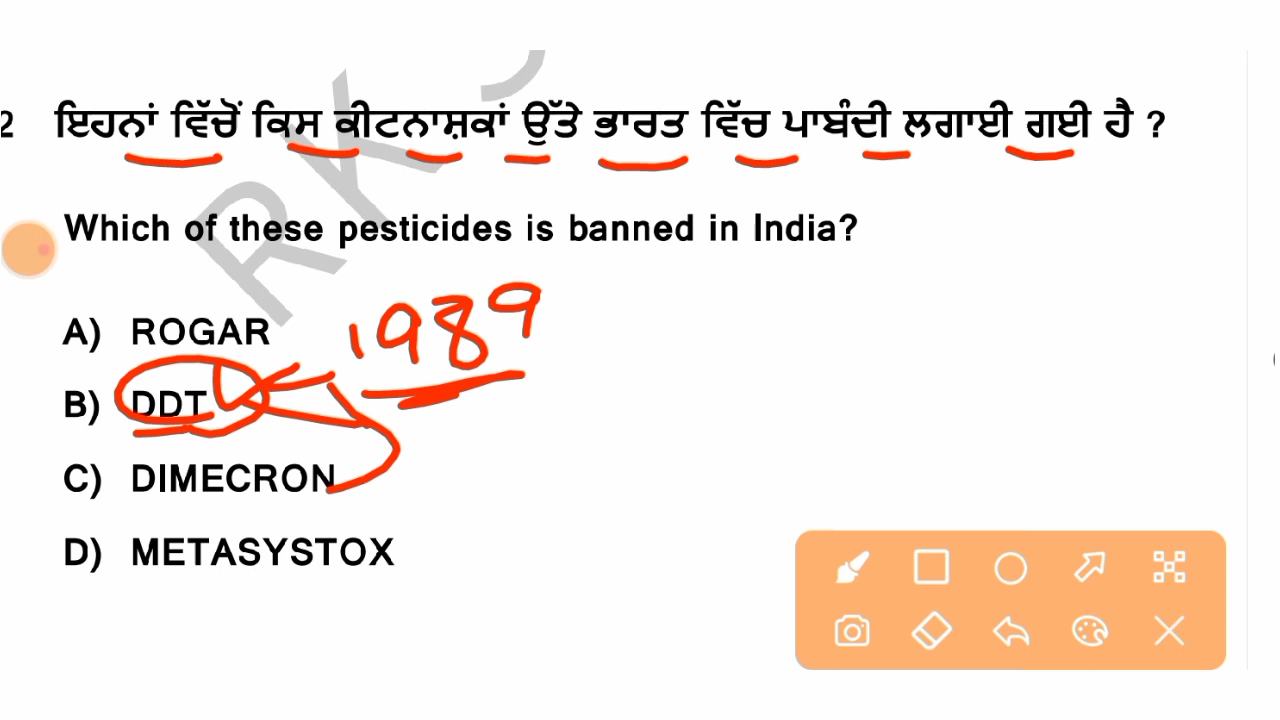 2 ਇਹਨਾਂ ਵਿੱਚੋਂ ਕਿਸ ਕੀਟਨਾਸ਼ਕਾਂ ਉੱਤੇ ਭਾਰਤ ਵਿੱਚ ਪਾਬੰਦੀ ਲਗਾਈ ਗਈ ਹੈ ?
Which of these pesticides is banned in India?
A) ROGAR
1989
B) DDT
C) DIMECRON
D) METASYSTOX
RK